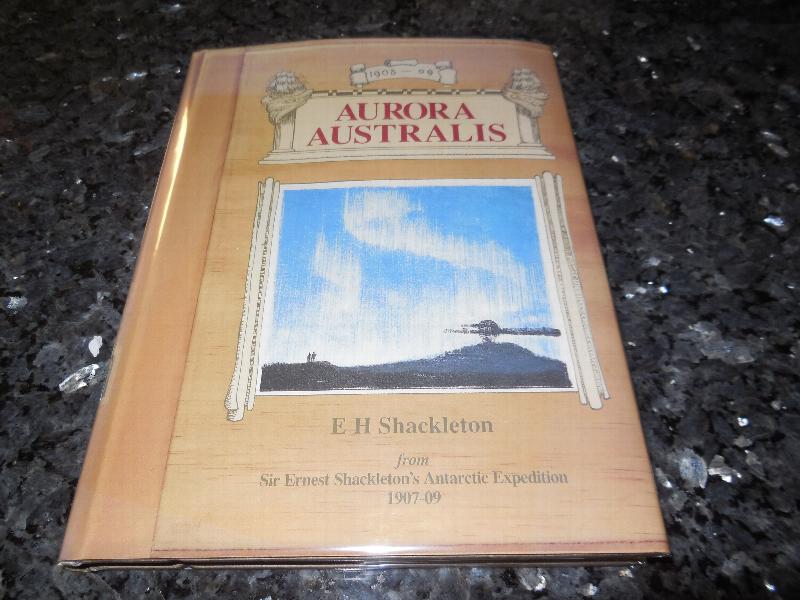 1908 — 09
AURORA
AUSTRALIS
E H Shackleton
from
Sir Ernest Shackleton's Antarctic Expedition
1907-09